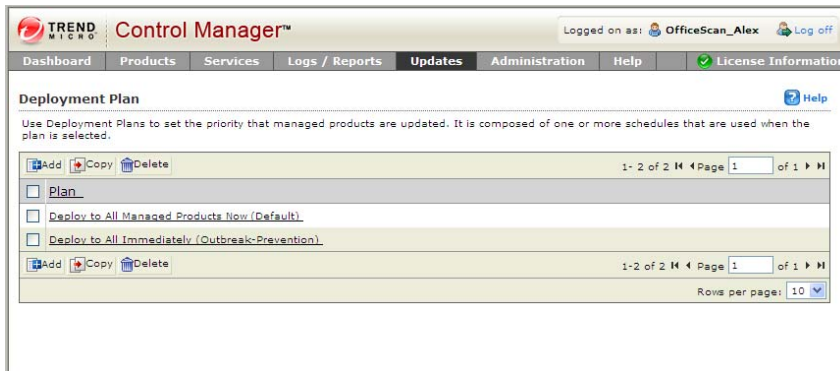 TREND MICRO Control Manager™ Logged on as: OfficeScan_Alex Log off
Dashboard Products Services Logs / Reports Updates Administration Help License Information
Deployment Plan Help
Use Deployment Plans to set the priority that managed products are updated. It is composed of one or more schedules that are used when the
plan is selected.
Add Copy Delete 1- 2 of 2 Page 1 of 1
Plan
Deploy to All Managed Products Now (Default)
Deploy to All Immediately (Outbreak-Prevention)
Add Copy Delete 1-2 of 2 Page 1 of 1
Rows per page: 10